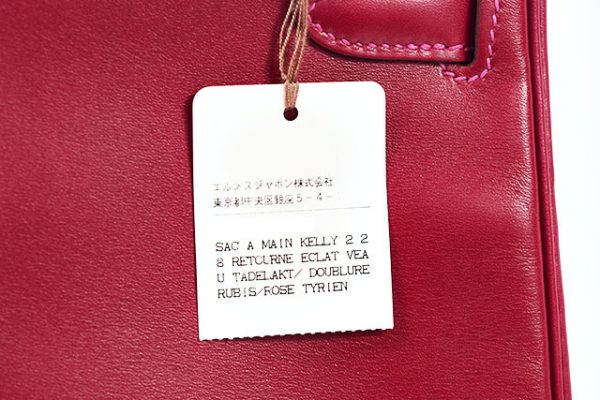 エルメスジャポン株式会社
東京都中央区銀座5-4-
SAC A MAIN KELLY 2 2
8 RETOURNE ECLAT VEA
U TADELAKT/ DOUBLURE
RUBIS/ROSE TYRIEN